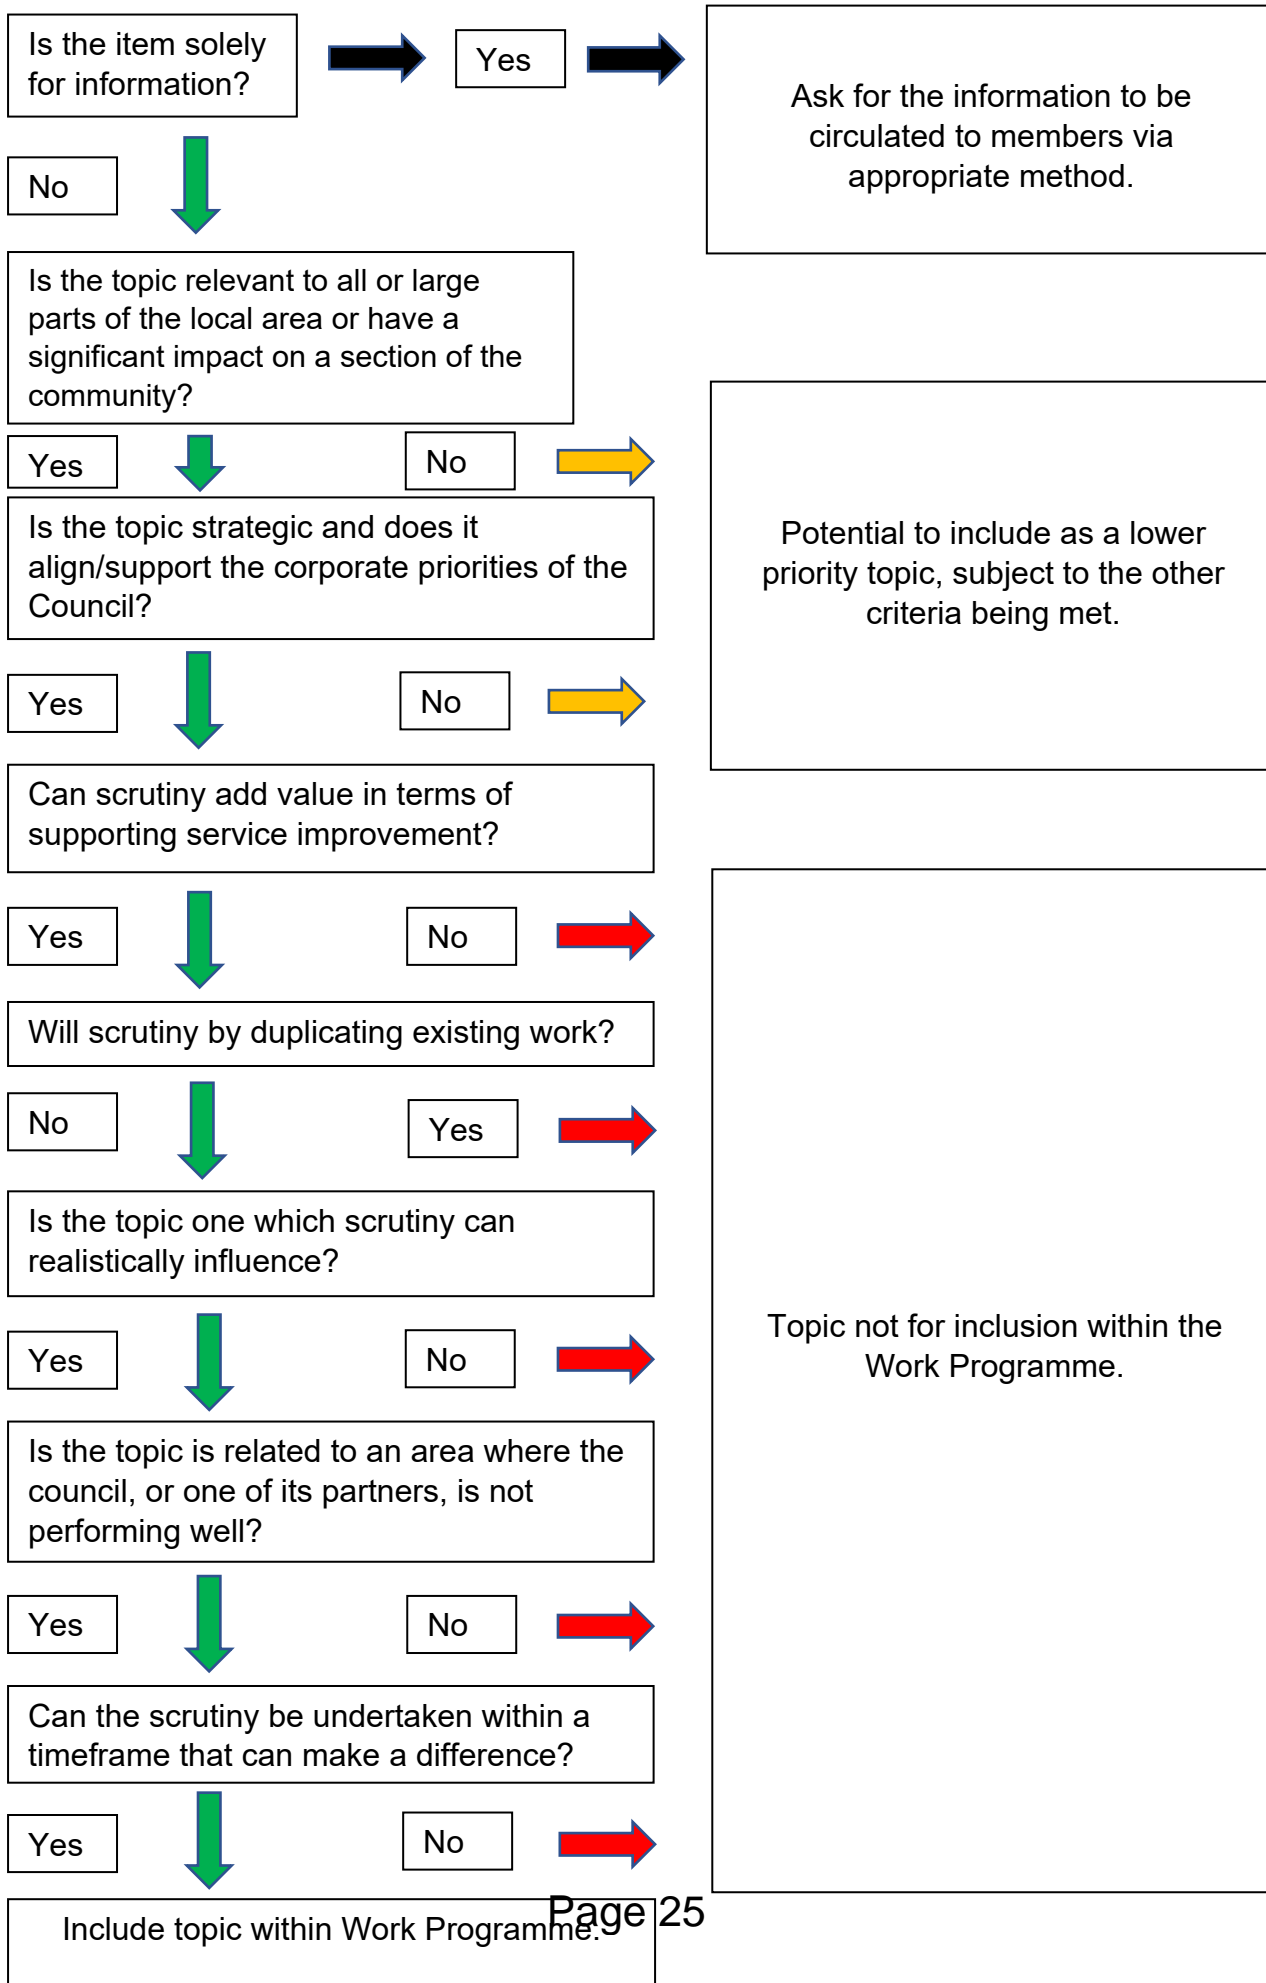 Is the item solely
for information?
Yes
Ask for the information to be
circulated to members via
appropriate method.
No
Is the topic relevant to all or large
parts of the local area or have a
significant impact on a section of the
community?
Yes
No
Potential to include as a lower
priority topic, subject to the other
criteria being met.
Is the topic strategic and does it
align/support the corporate priorities of the
Council?
Yes
No
Can scrutiny add value in terms of
supporting service improvement?
Yes
No
Topic not for inclusion within the
Work Programme.
Will scrutiny by duplicating existing work?
No
Yes
Is the topic one which scrutiny can
realistically influence?
Yes
No
Is the topic is related to an area where the
council, or one of its partners, is not
performing well?
Yes
No
Can the scrutiny be undertaken within a
timeframe that can make a difference?
Yes
No
Include topic within Work Programme.
Page 25